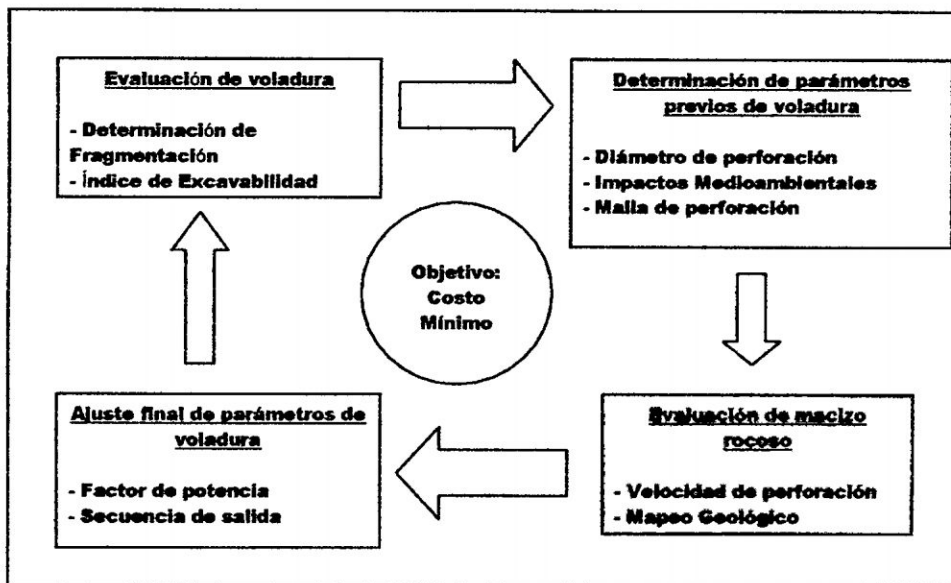 Evaluación de voladura
- Determinación de
Fragmentación
- Índice de Excavabilidad
Determinación de parámetros
previos de voladura
- Diámetro de perforación
- Impactos Medioambientales
- Malla de perforación
Objetivo:
Costo
Mínimo
Ajuste final de parámetros de
voladura
- Factor de potencia
- Secuencia de salida
Evaluación de macizo
rocoso
- Velocidad de perforación
- Mapeo Geológico